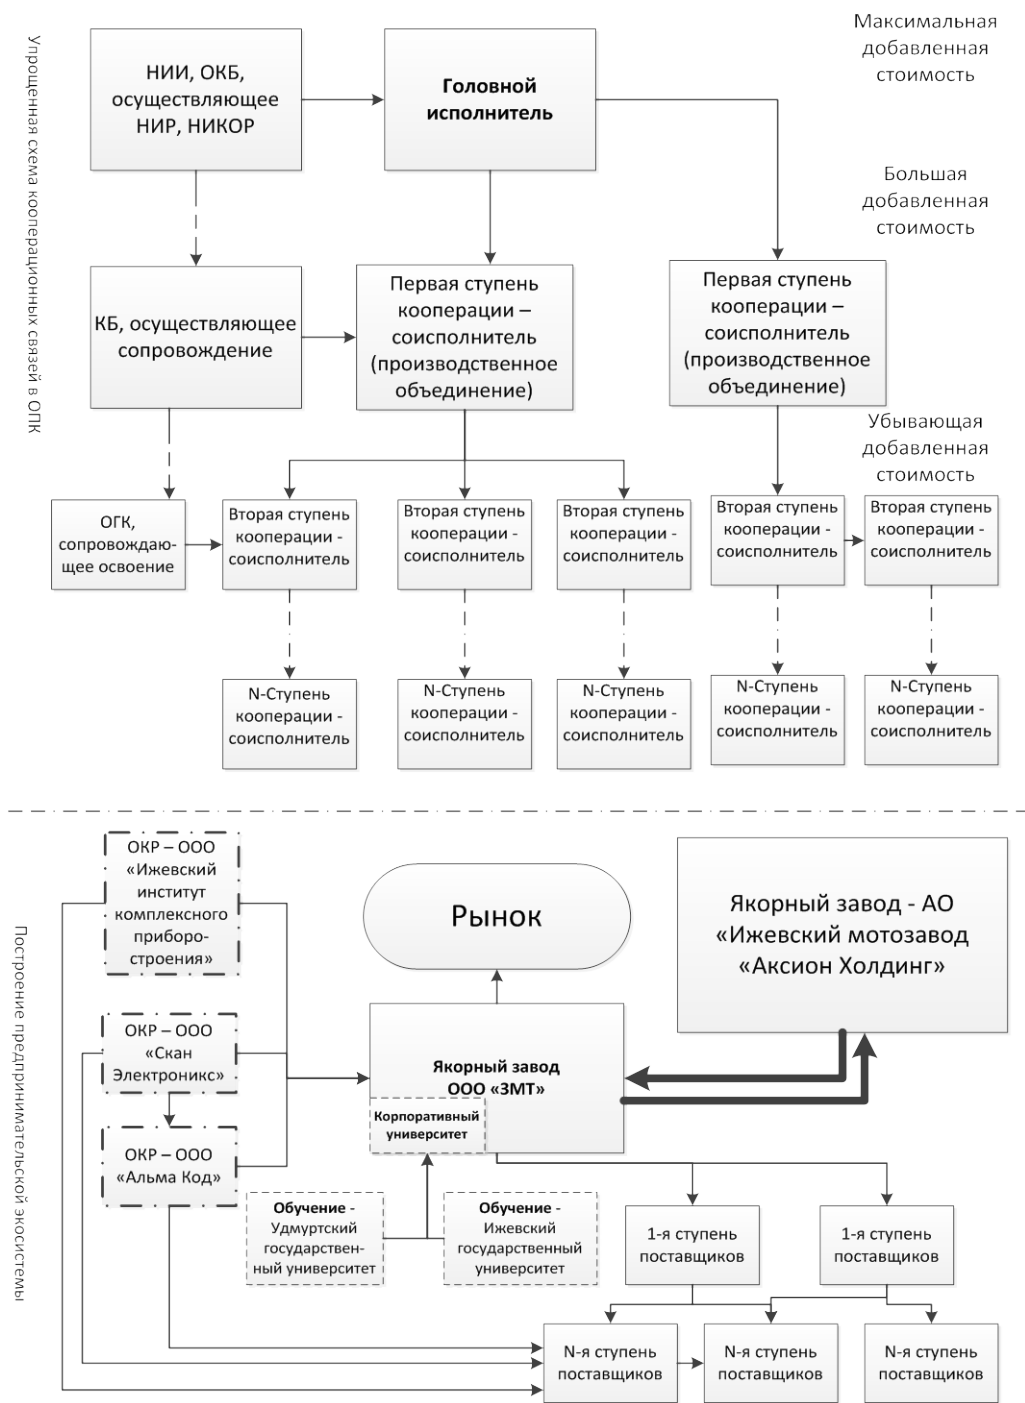 Упрощенная схема кооперационных связей в ОПК
НИИ, ОКБ,
осуществляющее
НИР, НИКОР
Головной
исполнитель
Максимальная
добавленная
стоимость
Большая
добавленная
стоимость
КБ, осуществляющее
сопровождение
Первая ступень
кооперации –
соисполнитель
(производственное
объединение)
Первая ступень
кооперации –
соисполнитель
(производственное
объединение)
Убывающая
добавленная
стоимость
ОГК,
сопровождаю-
щее освоение
Вторая ступень
кооперации -
соисполнитель
Вторая ступень
кооперации -
соисполнитель
Вторая ступень
кооперации -
соисполнитель
Вторая ступень
кооперации -
соисполнитель
Вторая ступень
кооперации -
соисполнитель
N-Ступень
кооперации -
соисполнитель
N-Ступень
кооперации -
соисполнитель
N-Ступень
кооперации -
соисполнитель
N-Ступень
кооперации -
соисполнитель
N-Ступень
кооперации -
соисполнитель
Построение предпринимательской экосистемы
ОКР – ООО
«Ижевский
институт
комплексного
приборо-
строения»
Рынок
Якорный завод - АО
«Ижевский мотозавод
«Аксион Холдинг»
ОКР – ООО
«Скан
Электроникс»
Якорный завод
ООО «ЗМТ»
Корпоративный
университет
ОКР – ООО
«Альма Код»
Обучение -
Удмуртский
государствен-
ный университет
Обучение -
Ижевский
государственный
университет
1-я ступень
поставщиков
1-я ступень
поставщиков
N-я ступень
поставщиков
N-я ступень
поставщиков
N-я ступень
поставщиков